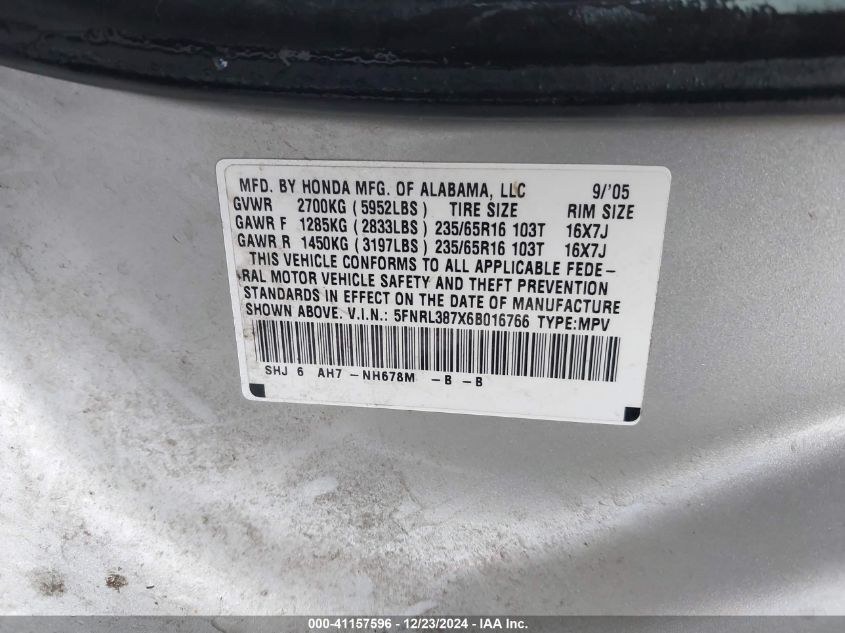 MFD. BY HONDA MFG. OF ALABAMA, LLC 9/'05
GVWR 2700KG (5952LBS) TIRE SIZE RIM SIZE
GAWR F 1285KG (2833LBS) 235/65R16 103T 16X7J
GAWR R 1450KG (3197LBS) 235/65R16 103T 16X7J
THIS VEHICLE CONFORMS TO ALL APPLICABLE FEDE-
RAL MOTOR VEHICLE SAFETY AND THEFT PREVENTION
STANDARDS IN EFFECT ON THE DATE OF MANUFACTURE
SHOWN ABOVE. V.I.N.: 5FNRL387X6B016766 TYPE:MPV
SHJ 6 AH7 -NH678M -B -B
000-41157596 - 12/23/2024 - IAA Inc.